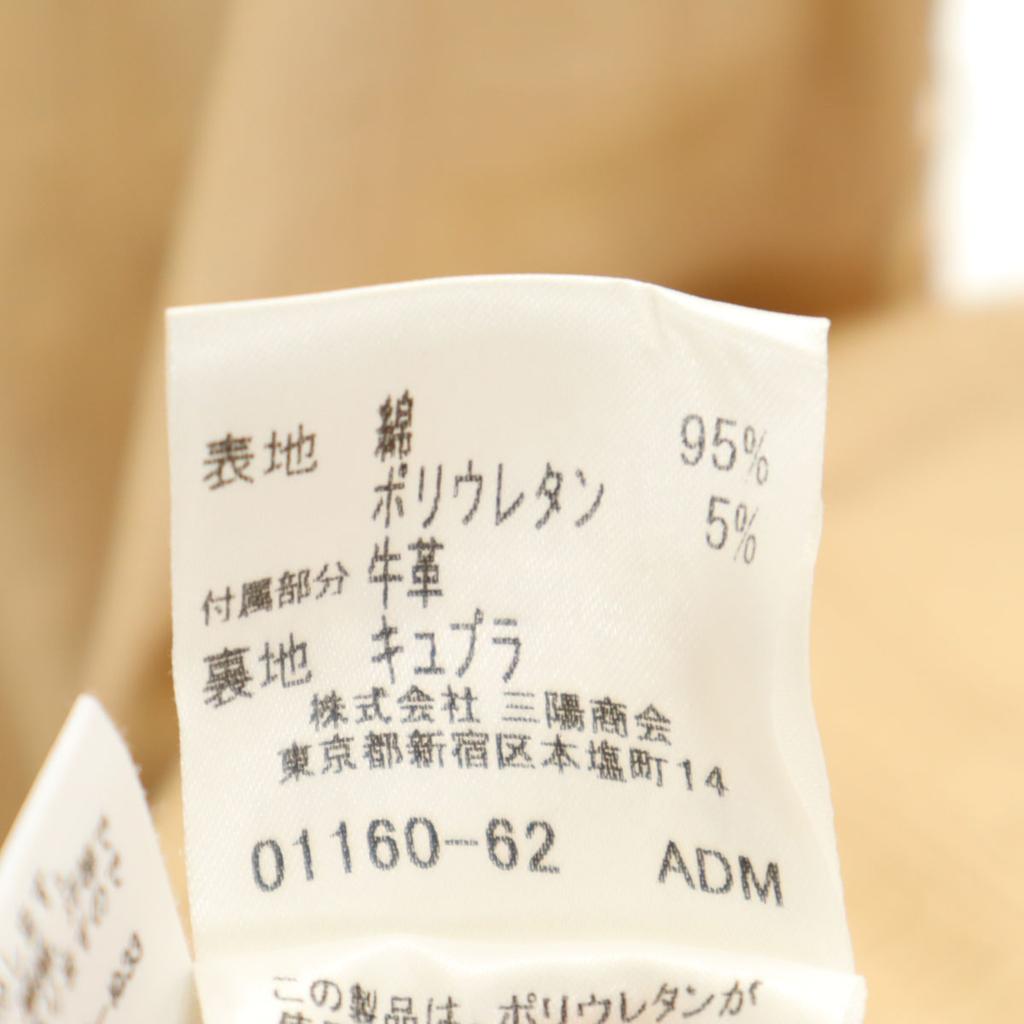 表地 綿 95%
ポリウレタン 5%
付属部分 牛革
裏地 キュプラ
株式会社 三陽商会
東京都新宿区本塩町14
01160-62 ADM
この製品は、ポリウレタンが